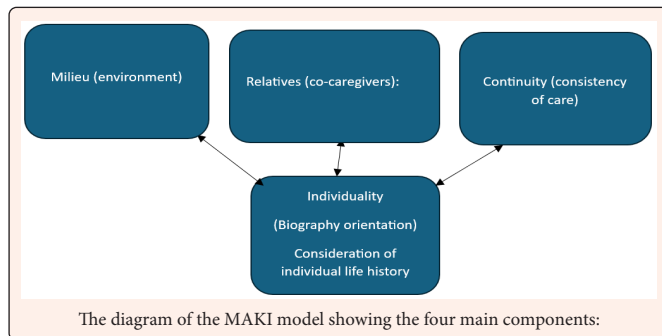 Milieu (environment)
Relatives (co-caregivers):
Continuity (consistency
of care)
Individuality
(Biography orientation)
Consideration of
individual life history
The diagram of the MAKI model showing the four main components: